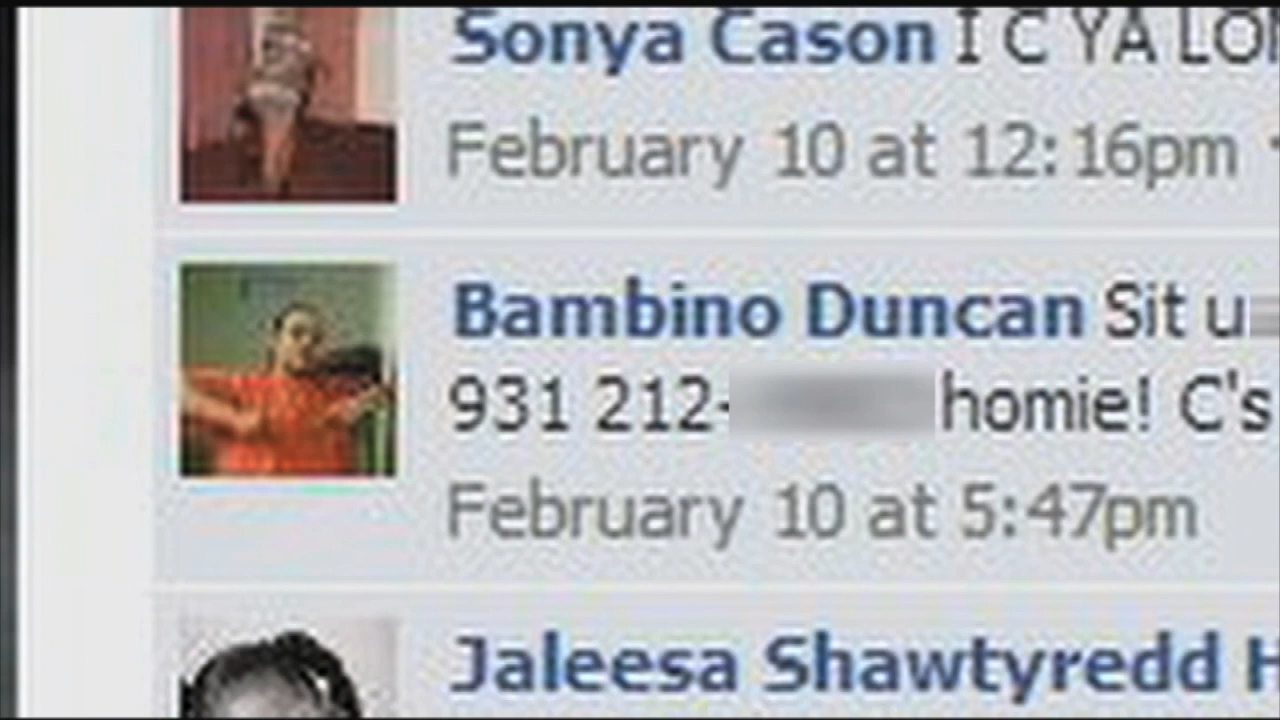 Sonya Cason I C YA
February 10 at 12:16pm
Bambino Duncan Sit
931 212- homie! C's
February 10 at 5:47pm
Jaleesa Shawtyredd